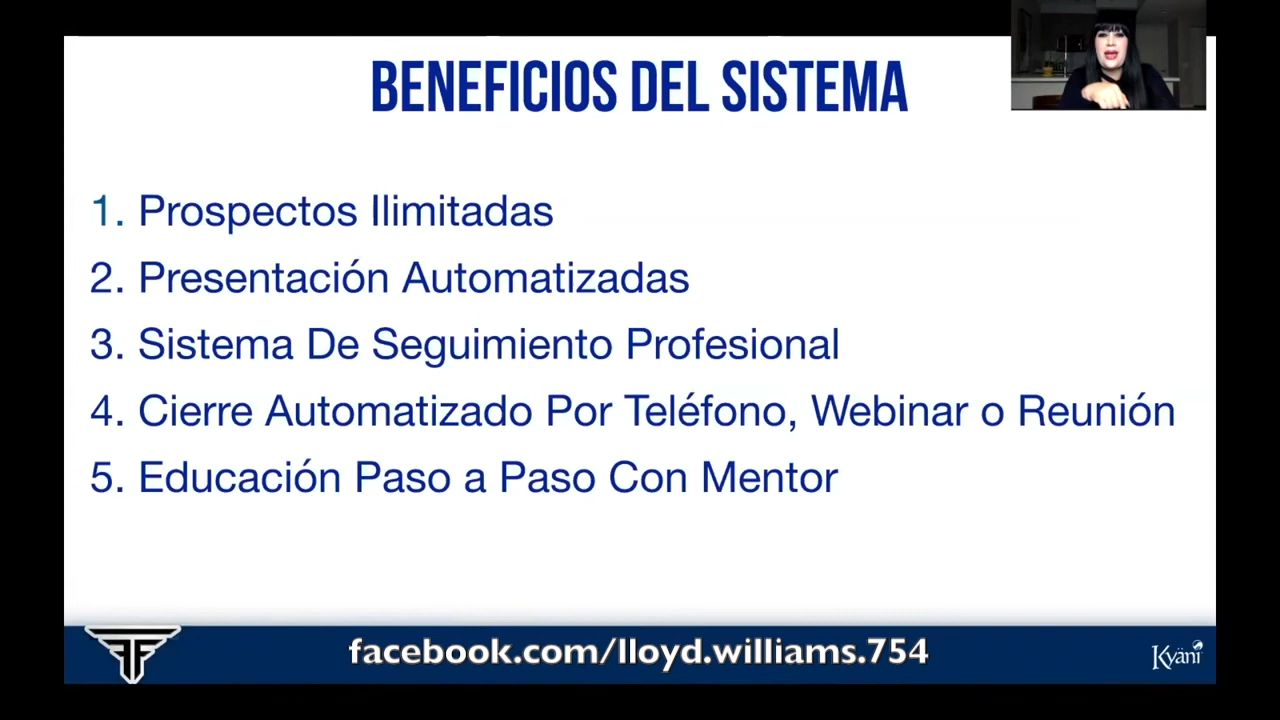 BENEFICIOS DEL SISTEMA
1. Prospectos Ilimitadas
2. Presentación Automatizadas
3. Sistema De Seguimiento Profesional
4. Cierre Automatizado Por Teléfono, Webinar o Reunión
5. Educación Paso a Paso Con Mentor
facebook.com/lloyd.williams.754
Kyäni